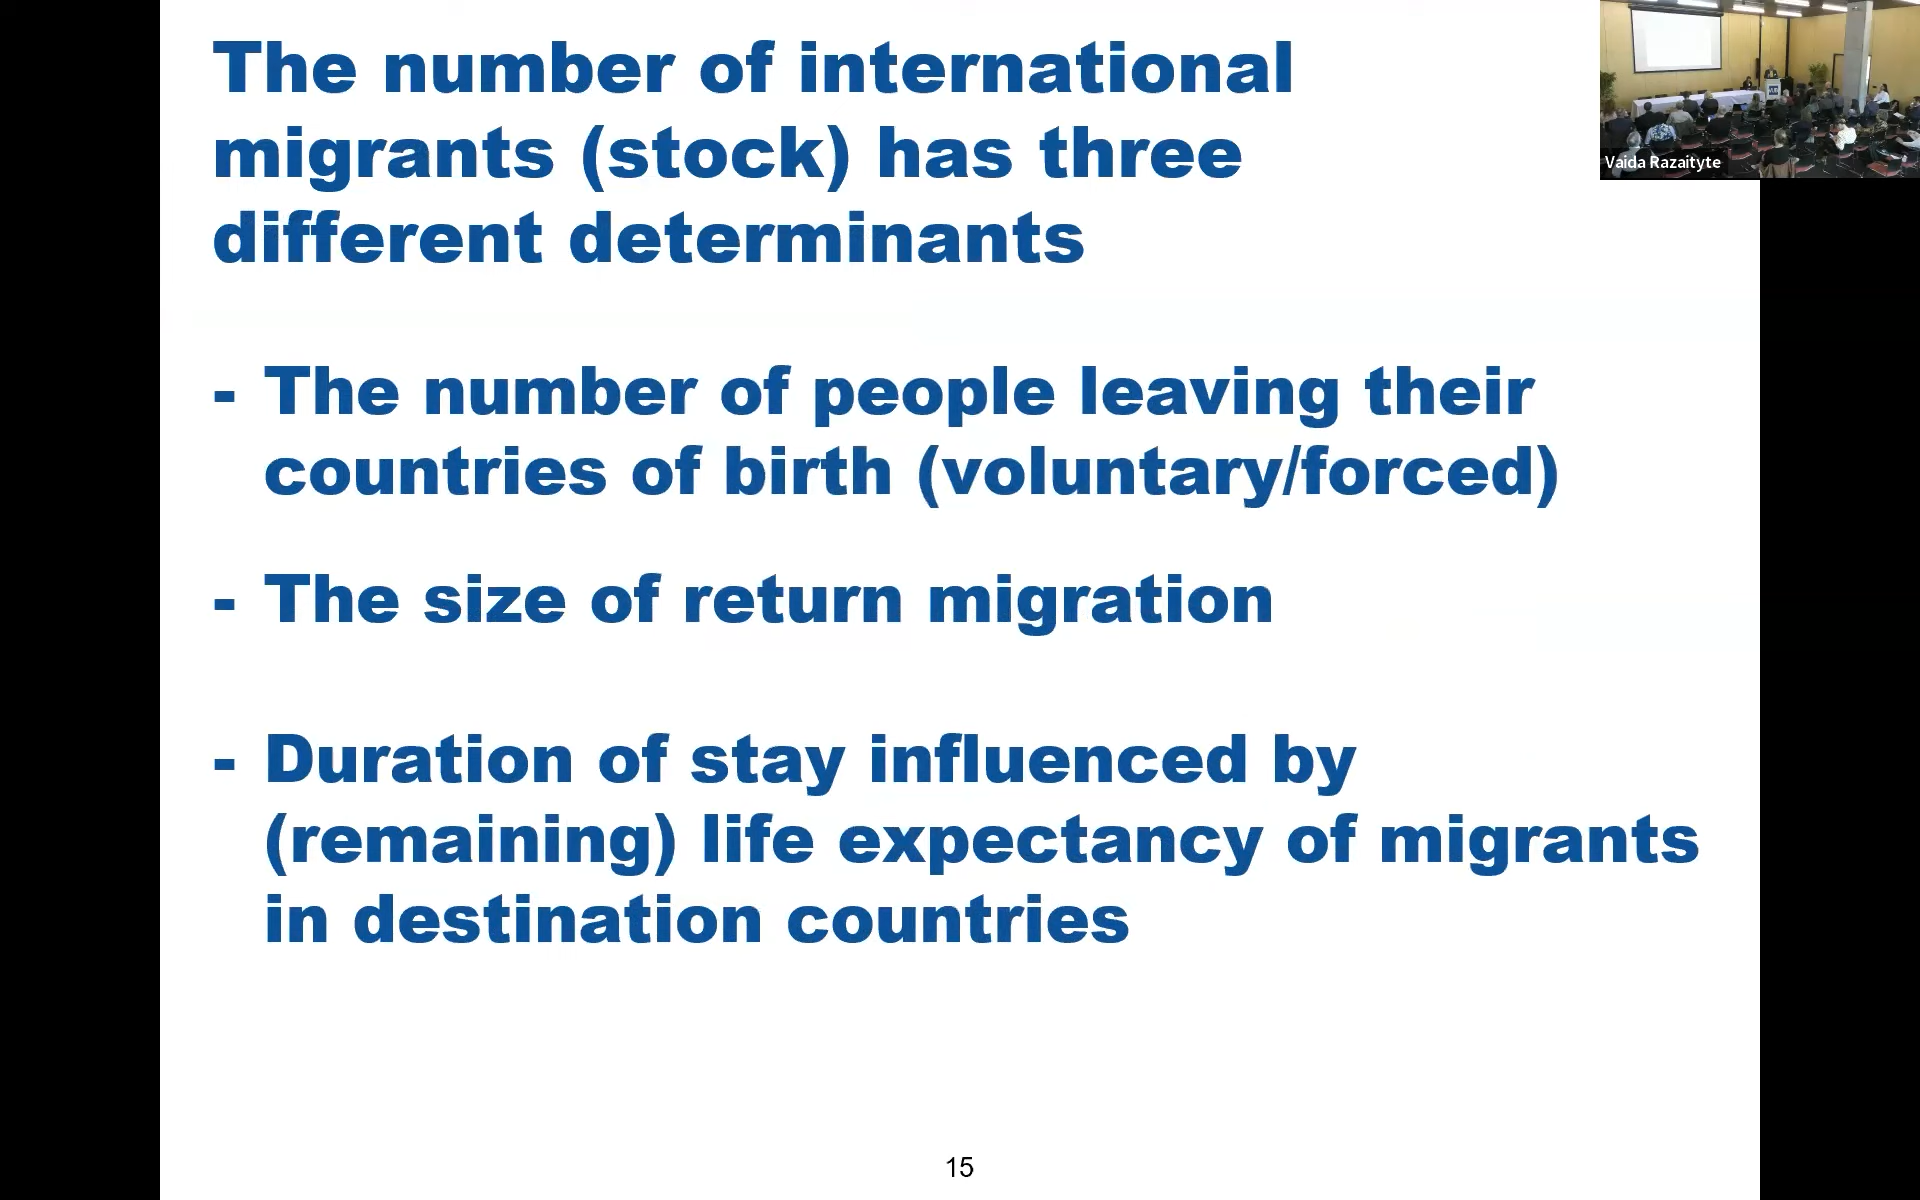 The number of international
migrants (stock) has three
different determinants
- The number of people leaving their
countries of birth (voluntary/forced)
- The size of return migration
- Duration of stay influenced by
(remaining) life expectancy of migrants
in destination countries
15
Vaida Razaityte